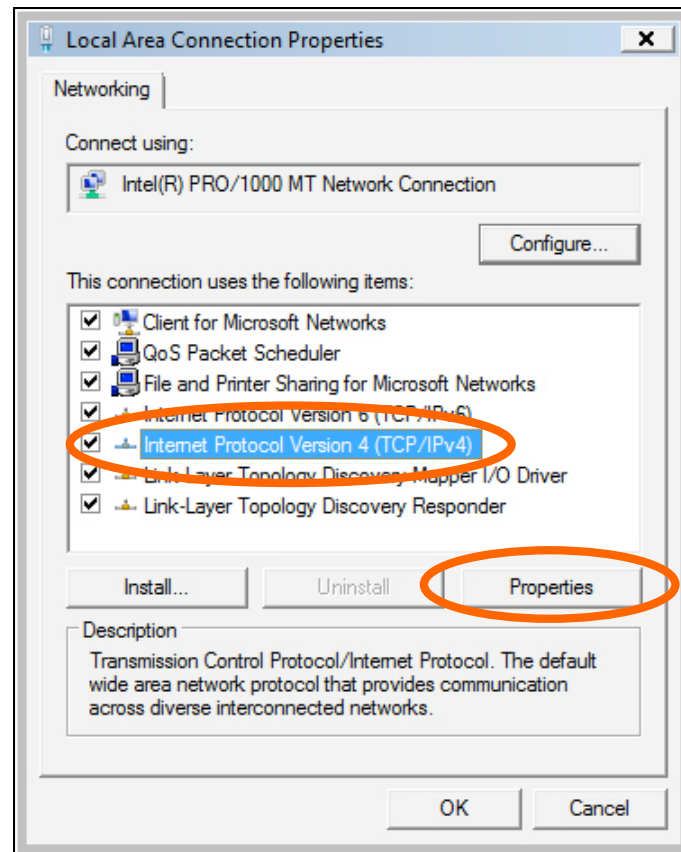 Local Area Connection Properties
Networking
Connect using:
Intel(R) PRO/1000 MT Network Connection
Configure...
This connection uses the following items:
Client for Microsoft Networks
QoS Packet Scheduler
File and Printer Sharing for Microsoft Networks
Internet Protocol Version 6 (TCP/IPv6)
Internet Protocol Version 4 (TCP/IPv4)
Link-Layer Topology Discovery Mapper I/O Driver
Link-Layer Topology Discovery Responder
Install... Uninstall Properties
Description
Transmission Control Protocol/Internet Protocol. The default
wide area network protocol that provides communication
across diverse interconnected networks.
OK Cancel